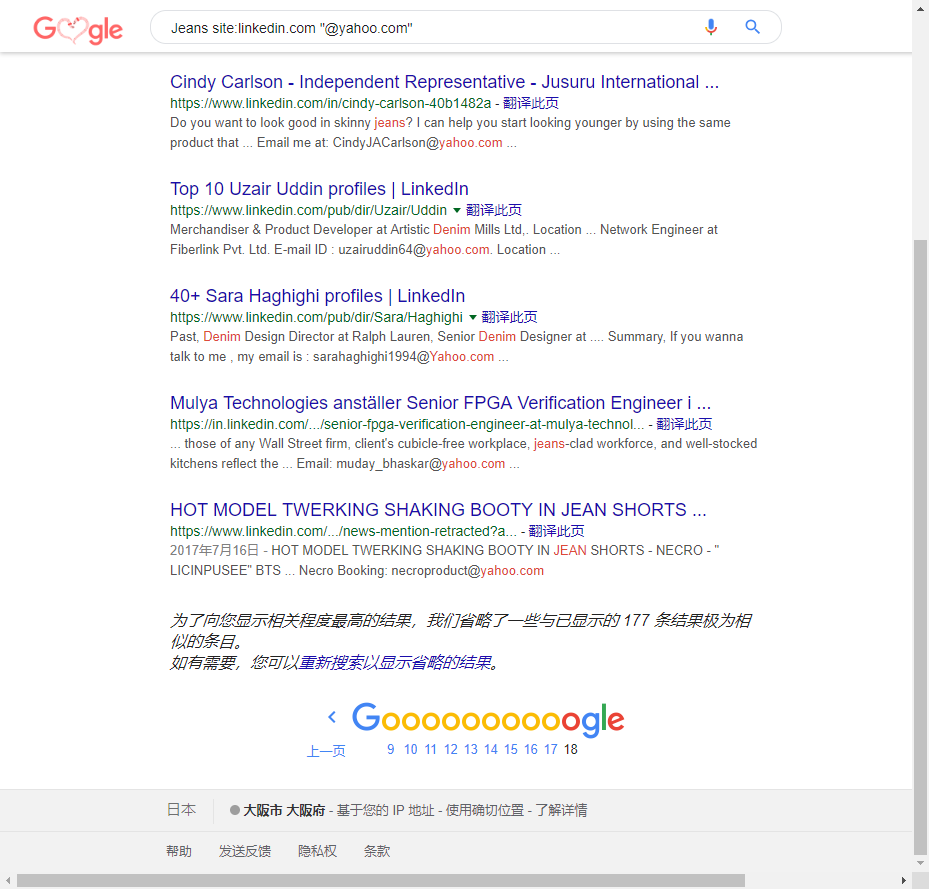 Google
Jeans site:linkedin.com "@yahoo.com"
Cindy Carlson - Independent Representative - Jusuru International ...
https://www.linkedin.com/in/cindy-carlson-40b1482a - 翻译此页
Do you want to look good in skinny jeans? I can help you start looking younger by using the same
product that ... Email me at: CindyJACarlson@yahoo.com ...
Top 10 Uzair Uddin profiles | LinkedIn
https://www.linkedin.com/pub/dir/Uzair/Uddin 翻译此页
Merchandiser & Product Developer at Artistic Denim Mills Ltd,. Location ... Network Engineer at
Fiberlink Pvt. Ltd. E-mail ID : uzairuddin64@yahoo.com. Location ...
40+ Sara Haghighi profiles | LinkedIn
https://www.linkedin.com/pub/dir/Sara/Haghighi 翻译此页
Past, Denim Design Director at Ralph Lauren, Senior Denim Designer at .... Summary, If you wanna
talk to me , my email is : sarahaghighi1994@Yahoo.com ...
Mulya Technologies anställer Senior FPGA Verification Engineer i ...
https://in.linkedin.com/.../senior-fpga-verification-engineer-at-mulya-technol... - 翻译此页
... those of any Wall Street firm, client's cubicle-free workplace, jeans-clad workforce, and well-stocked
kitchens reflect the ... Email: muday_bhaskar@yahoo.com ...
HOT MODEL TWERKING SHAKING BOOTY IN JEAN SHORTS ...
https://www.linkedin.com/.../news-mention-retracted?a... - 翻译此页
2017年7月16日 - HOT MODEL TWERKING SHAKING BOOTY IN JEAN SHORTS - NECRO - "
LICINPUSEE" BTS ... Necro Booking: necroproduct@yahoo.com
为了向您显示相关程度最高的结果，我们省略了一些与已显示的 177 条结果极为相
似的条目。
如有需要，您可以重新搜索以显示省略的结果。
Goooooooooogle
上一页 9 10 11 12 13 14 15 16 17 18
日本 大阪市 大阪府 - 基于您的 IP 地址 - 使用确切位置 - 了解详情
帮助 发送反馈 隐私权 条款